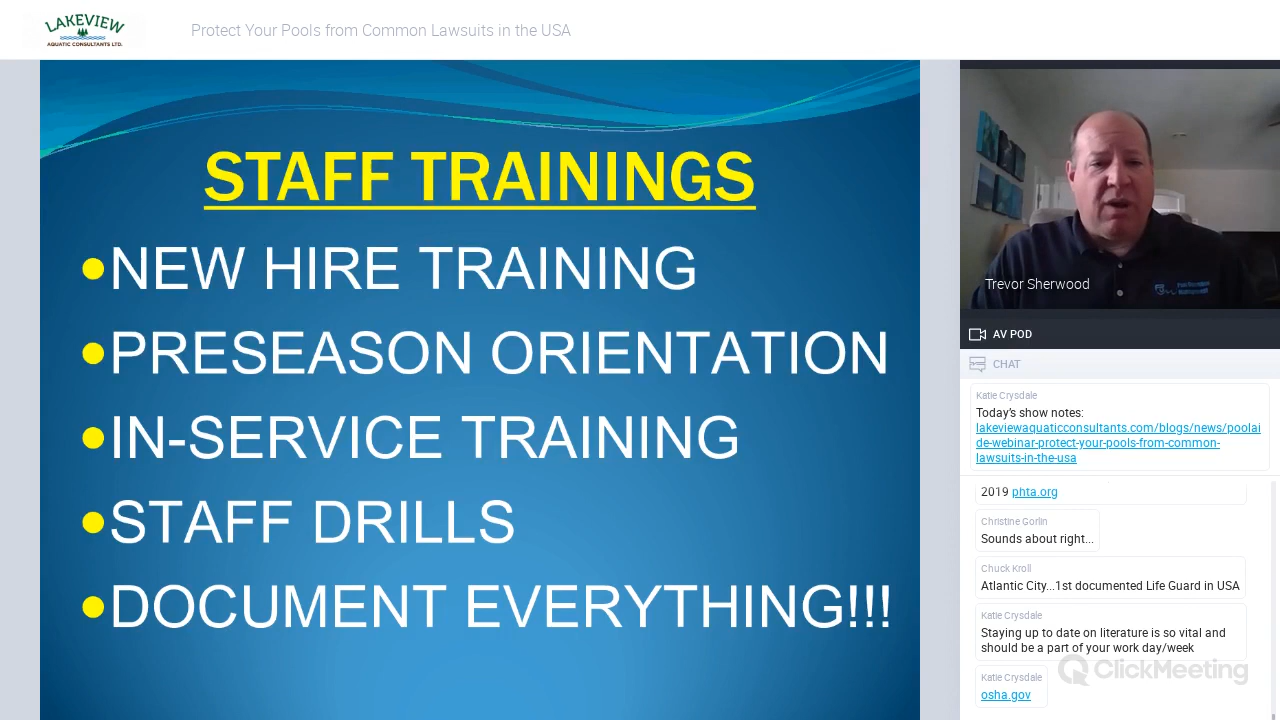 LAKEVIEW
AQUATIC CONSULTANTS LTD.
Protect Your Pools from Common Lawsuits in the USA
STAFF TRAININGS
•NEW HIRE TRAINING
•PRESEASON ORIENTATION
•IN-SERVICE TRAINING
•STAFF DRILLS
•DOCUMENT EVERYTHING!!!
Trevor Sherwood
AV POD
CHAT
Katie Crysdale
Today's show notes:
lakeviewaquaticconsultants.com/blogs/news/poolai
de-webinar-protect-your-pools-from-common-
lawsuits-in-the-usa
2019 phta.org
Christine Gorlin
Sounds about right...
Chuck Kroll
Atlantic City...1st documented Life Guard in USA
Katie Crysdale
Staying up to date on literature is so vital and
should be a part of your work day/week
Katie Crysdale
osha.gov
ClickMeeting